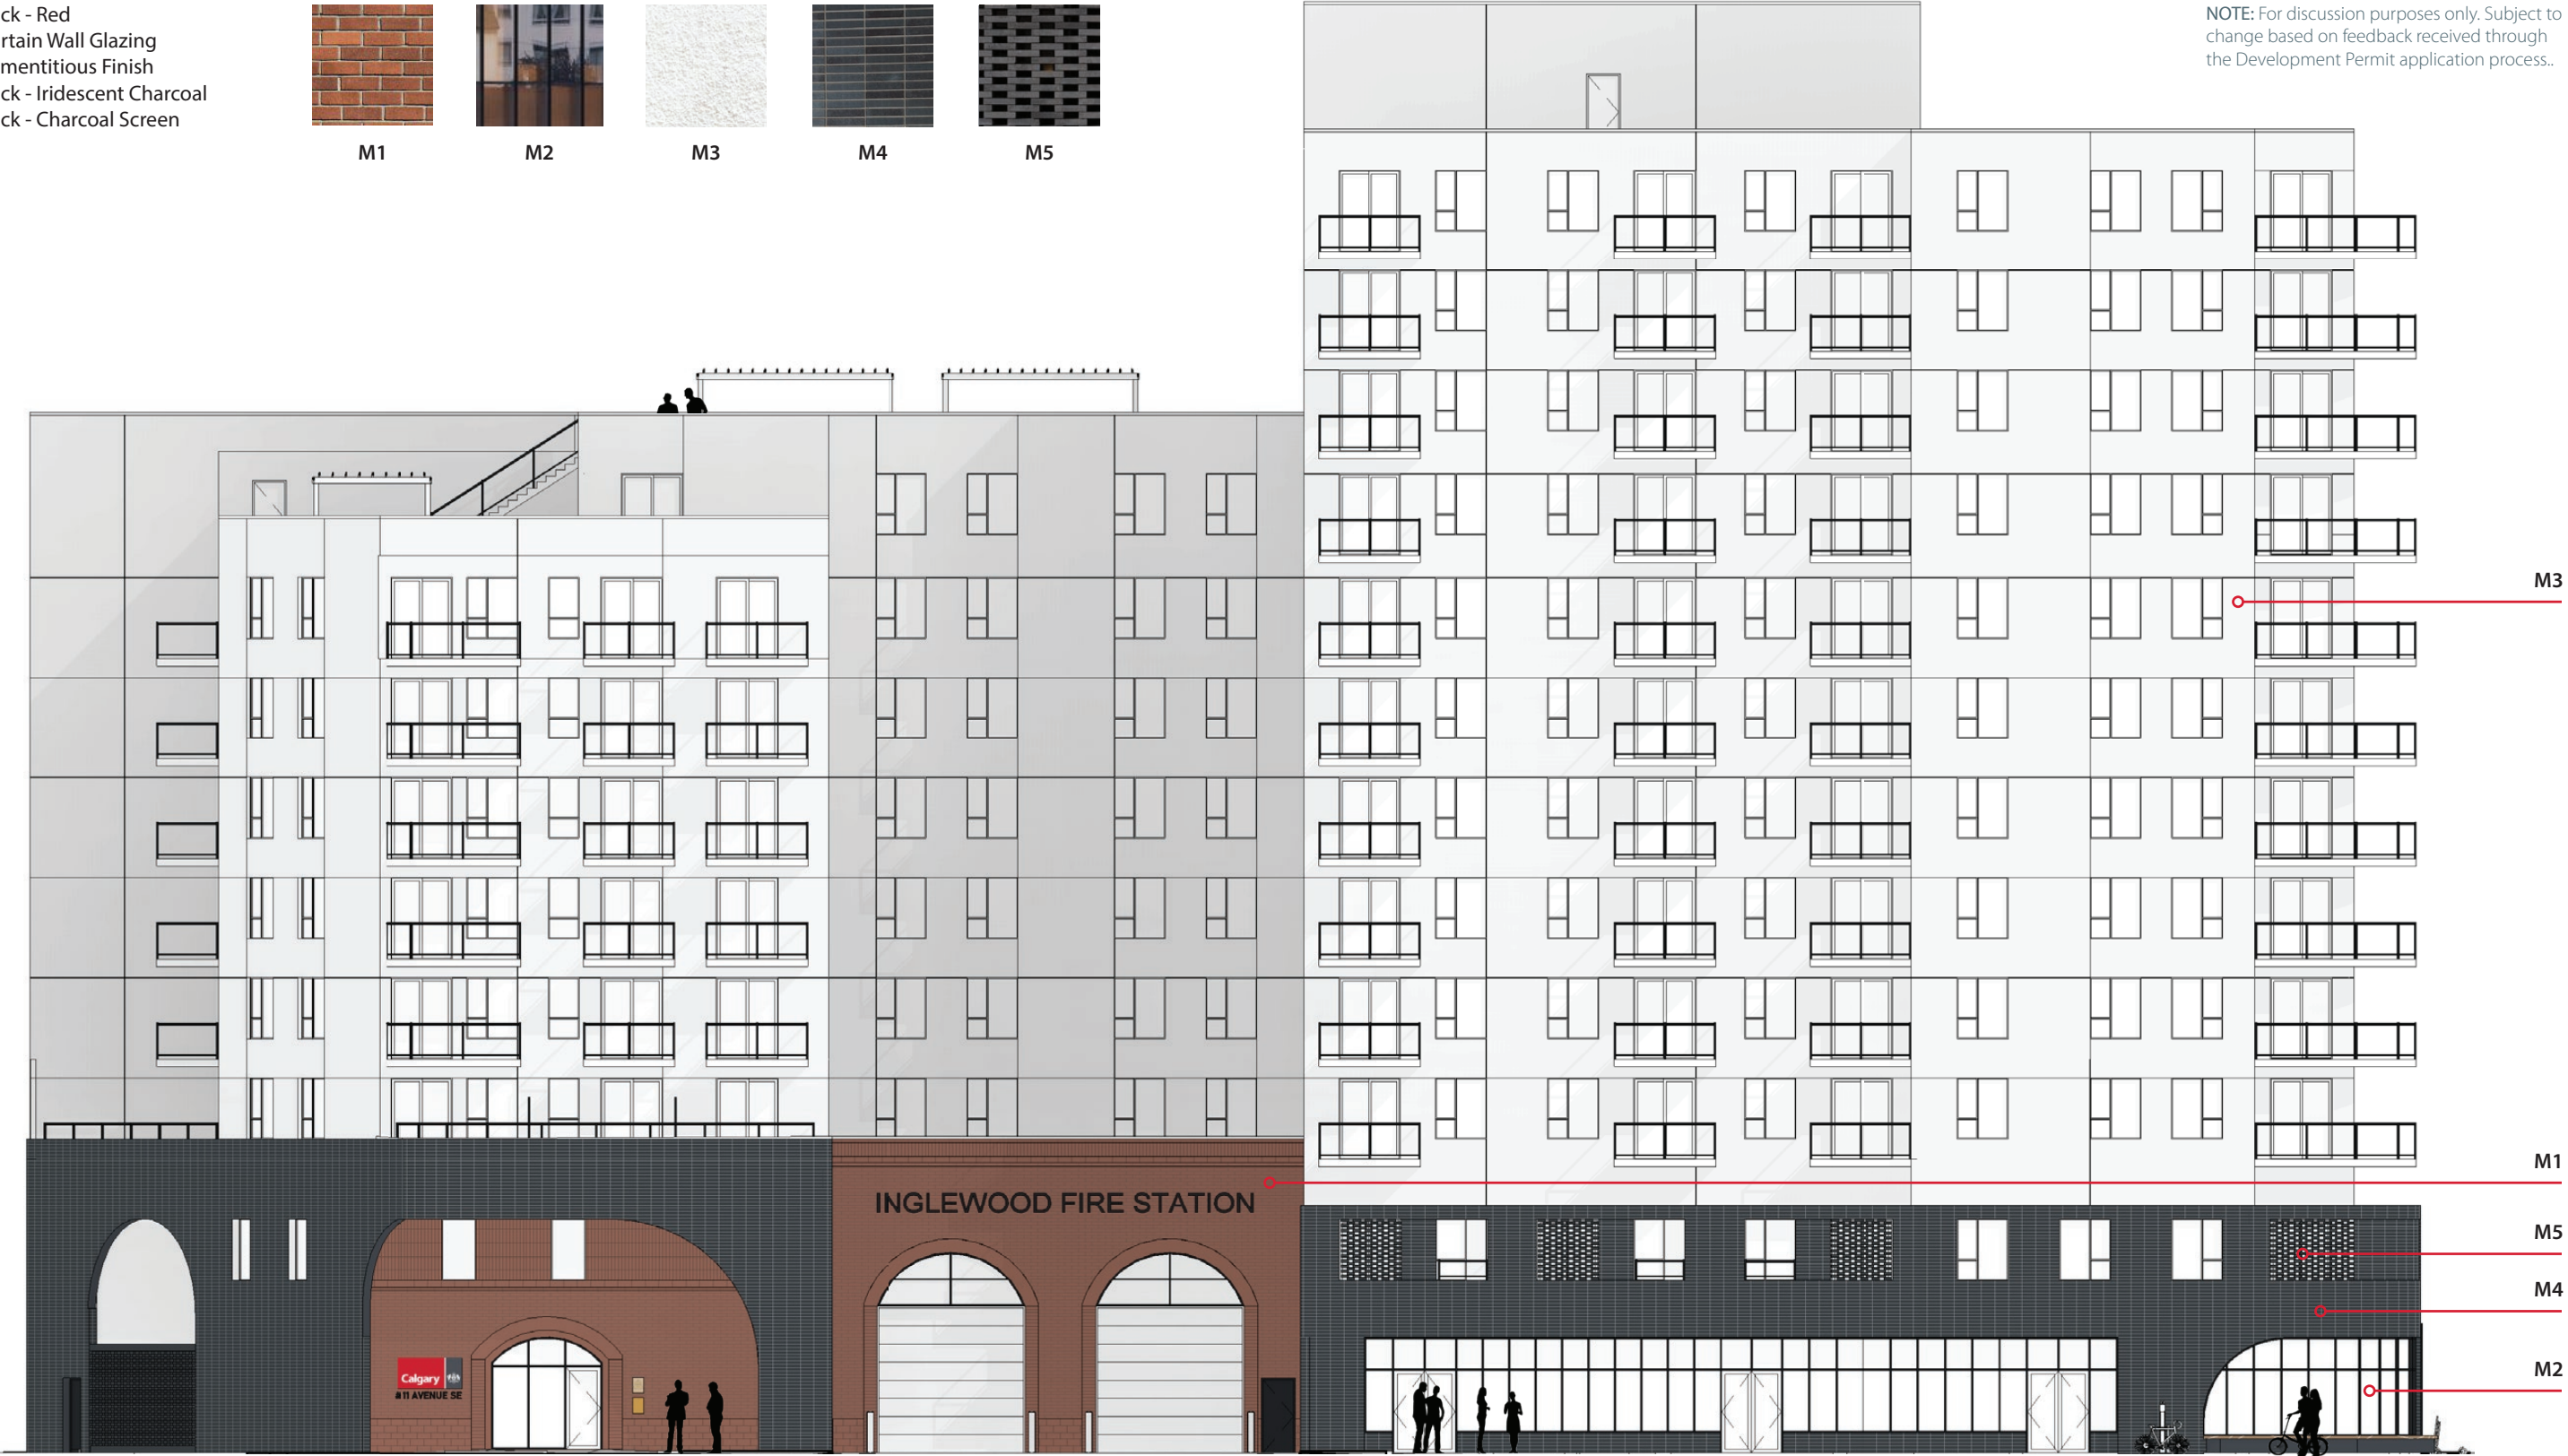 ck - Red
rtain Wall Glazing
mentitious Finish
ck - Iridescent Charcoal
ck - Charcoal Screen
M1
M2
M3
M4
M5
NOTE: For discussion purposes only. Subject to
change based on feedback received through
the Development Permit application process..
M3
M1
INGLEWOOD FIRE STATION
M5
M4
M2
Calgary
#11 AVENUE SE